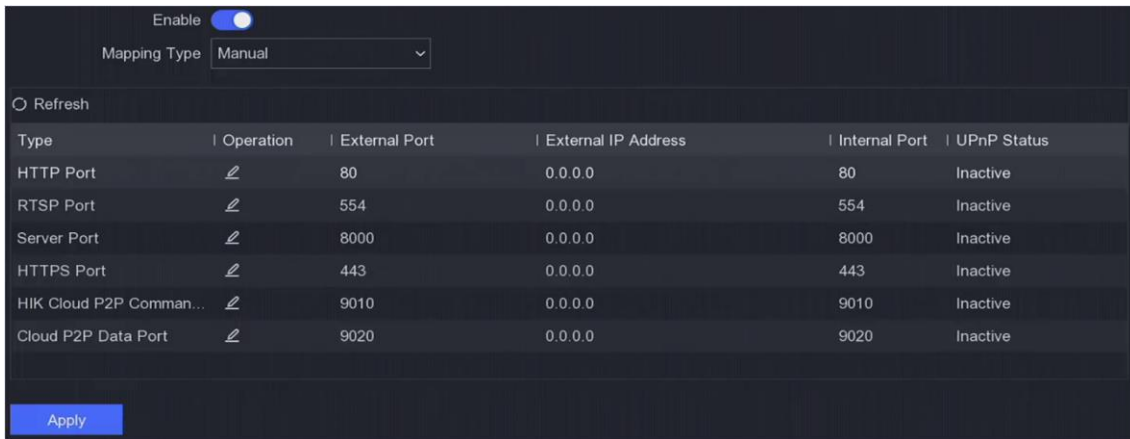 Enable
Mapping Type Manual
Refresh
Type Operation External Port External IP Address Internal Port UPnP Status
HTTP Port 80 0.0.0.0 80 Inactive
RTSP Port 554 0.0.0.0 554 Inactive
Server Port 8000 0.0.0.0 8000 Inactive
HTTPS Port 443 0.0.0.0 443 Inactive
HIK Cloud P2P Comman... 9010 0.0.0.0 9010 Inactive
Cloud P2P Data Port 9020 0.0.0.0 9020 Inactive
Apply